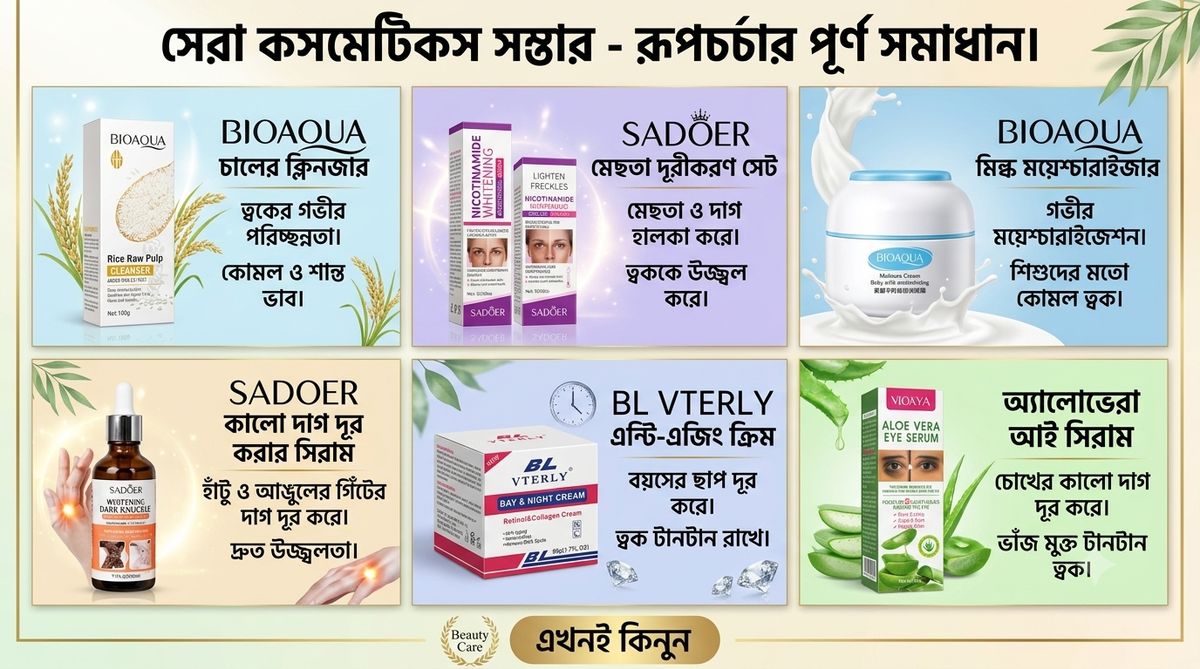 সেরা কসমেটিকস সম্ভার - রূপচর্চার পূর্ণ সমাধান।
BIOAQUA
চালের ক্লিনজার
ত্বকের গভীর
পরিচ্ছন্নতা।
কোমল ও শান্ত
ভাব।
BIOAQUA
Rice Raw Pulp
CLEANSER
Net 100g
SADOER
মেছতা দূরীকরণ সেট
মেছতা ও দাগ
হালকা করে।
ত্বককে উজ্জ্বল
করে।
NICOTINAMIDE
WHITENING
SADOER
LIGHTEN
FRECKLES
NICOTINAMIDE
SADOER
BIOAQUA
মিল্ক ময়েশ্চারাইজার
গভীর
ময়েশ্চারাইজেশন।
শিশুদের মতো
কোমল ত্বক।
BIOAQUA
SADOER
কালো দাগ দূর
করার সিরাম
হাঁটু ও আঙুলের গিঁটের
দাগ দূর করে।
দ্রুত উজ্জ্বলতা।
SADOER
DARK KNUCKLE
BL VTERLY
এন্টি-এজিং ক্রিম
বয়সের ছাপ দূর
করে।
ত্বক টানটান রাখে।
BL
VTERLY
BAY & NIGHT CREAM
Retinol&Collagen Cream
BL
অ্যালোভেরা
আই সিরাম
চোখের কালো দাগ
দূর করে।
ভাঁজ মুক্ত টানটান
ত্বক।
VIOAYA
ALOE VERA
EYE SERUM
Beauty
Care
এখনই কিনুন